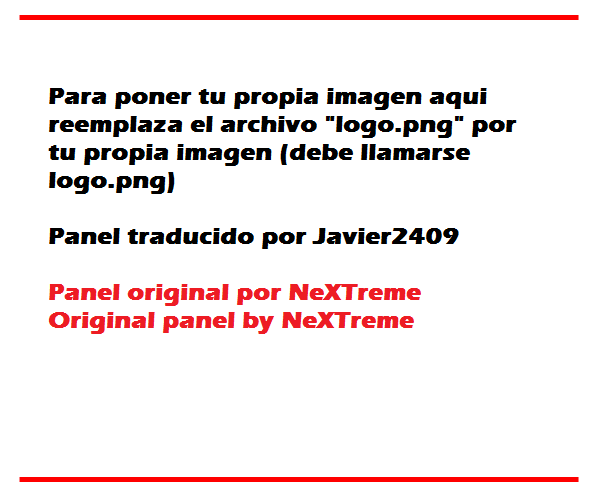 Para poner tu propia imagen aqui
reemplaza el archivo "logo.png" por
tu propia imagen (debe llamarse
logo.png)
Panel traducido por Javier2409
Panel original por NeXTreme
Original panel by NeXTreme